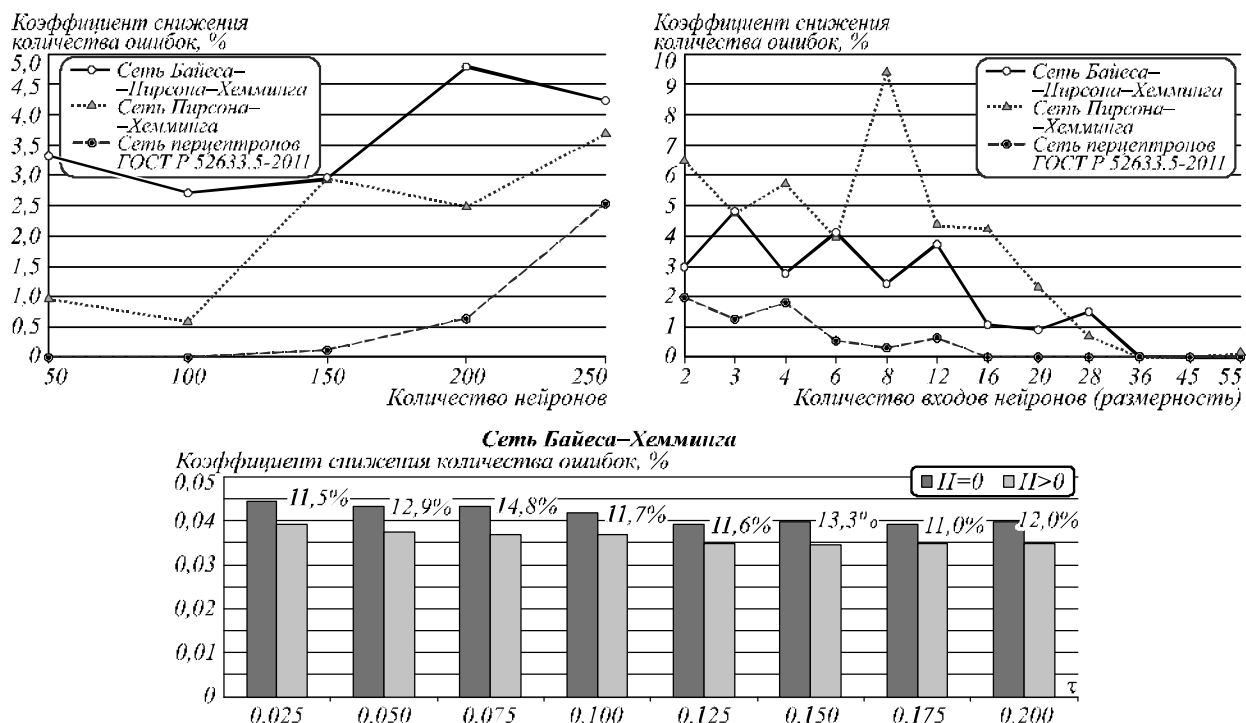 Коэффициент снижения
количества ошибок, %
5,0
4,5
4,0
3,5
3,0
2,5
2,0
1,5
1,0
0,5
0
Сеть Байеса–
–Пирсона–Хемминга
Сеть Пирсона–
–Хемминга
Сеть перцептронов
ГОСТ Р 52633.5-2011
50 100 150 200 250
Количество нейронов
Коэффициент снижения
количества ошибок, %
10
9
8
7
6
5
4
3
2
1
0
Сеть Байеса–
–Пирсона–Хемминга
Сеть Пирсона–
–Хемминга
Сеть перцептронов
ГОСТ Р 52633.5-2011
2 3 4 6 8 12 16 20 28 36 45 55
Количество входов нейронов (размерность)
Сеть Байеса–Хемминга
Коэффициент снижения количества ошибок, %
0,05
0,04
0,03
0,02
0,01
0
H=0 H>0
11,5% 12,9% 14,8% 11,7% 11,6% 13,3% 11,0% 12,0%
τ
0,025 0,050 0,075 0,100 0,125 0,150 0,175 0,200